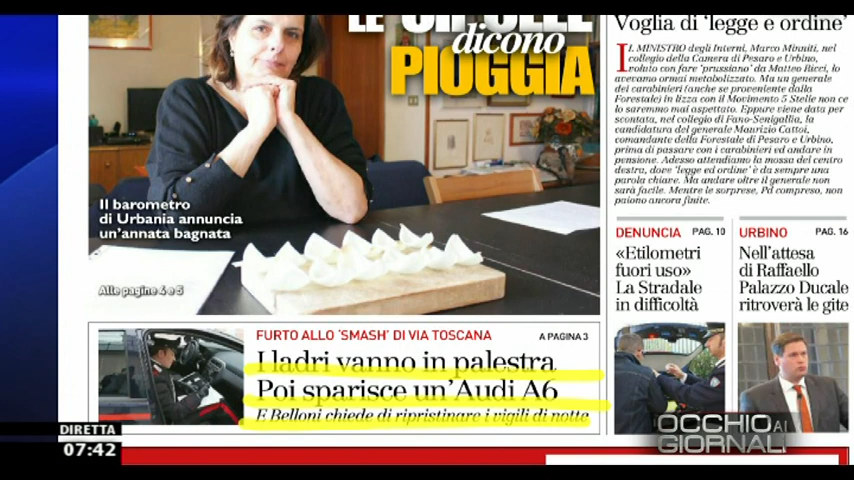 LE CIPOLLE
dicono
PIOGGIA
Il barometro
di Urbania annuncia
un'annata bagnata
Alle pagine 4 e 5
Voglia di 'legge e ordine'
IL MINISTRO degli Interni, Marco Minniti, nel
collegio della Camera di Pesaro e Urbino,
voluto con fare 'prussiano' da Matteo Ricci, lo
avevamo ormai metabolizzato. Ma un generale
dei carabinieri (anche se proveniente dalla
Forestale) in lizza con il Movimento 5 Stelle non ce
lo saremmo mai aspettato. Eppure viene data per
scontata, nel collegio di Fano-Senigallia, la
candidatura del generale Maurizio Cattoi,
comandante della Forestale di Pesaro e Urbino,
prima di passare con i carabinieri ed andare in
pensione. Adesso attendiamo la mossa del centro
destra, dove 'legge ed ordine' è da sempre una
parola chiare. Ma andare oltre il generale non
sarà facile. Mentre le sorprese, Pd compreso, non
paiono ancora finite.
DENUNCIA PAG. 10
«Etilometri
fuori uso»
La Stradale
in difficoltà
URBINO PAG. 16
Nell'attesa
di Raffaello
Palazzo Ducale
ritroverà le gite
FURTO ALLO 'SMASH' DI VIA TOSCANA A PAGINA 3
I ladri vanno in palestra
Poi sparisce un'Audi A6
E Belloni chiede di ripristinare i vigili di notte
DIRETTA
07:42
OCCHIO AI
GIORNALI